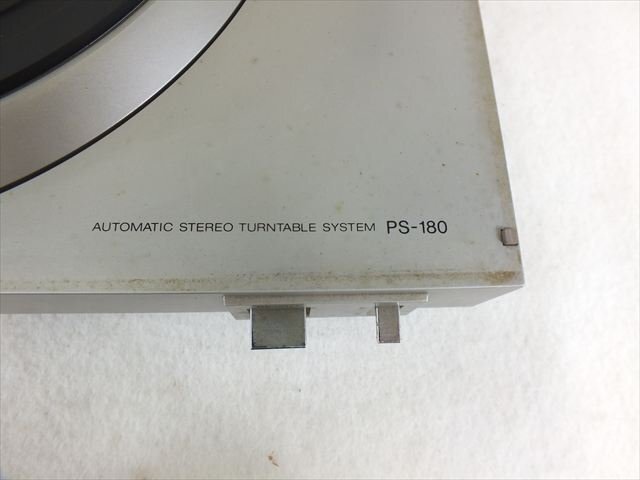 AUTOMATIC STEREO TURNTABLE SYSTEM PS-180